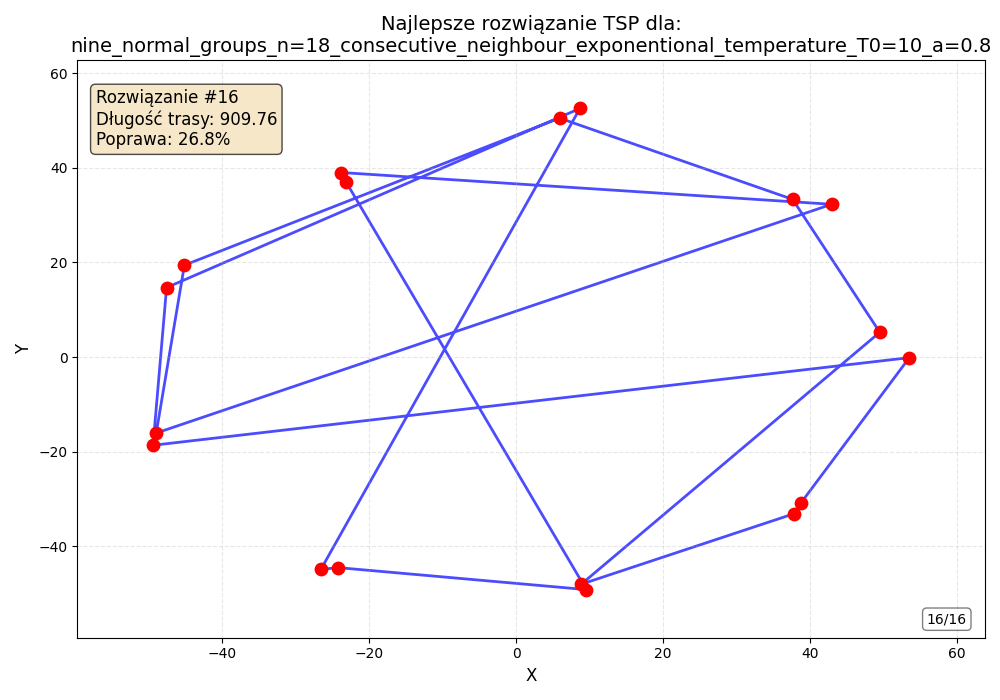 Najlepsze rozwiązanie TSP dla:
nine_normal_groups_n=18_consecutive_neighbour_exponentional_temperature_T0=10_a=0.8
Rozwiązanie #16
Długość trasy: 909.76
Poprawa: 26.8%
60
40
20
0
−20
−40
Y
16/16
−40
−20
0
20
40
60
X